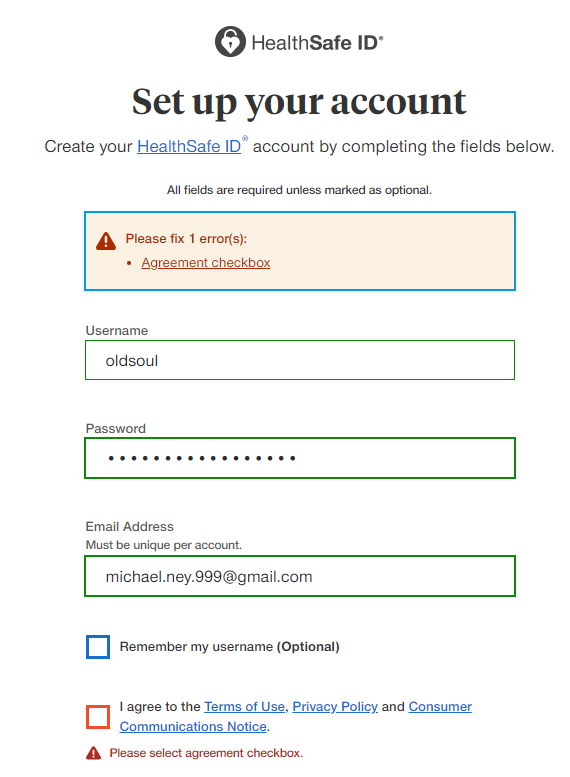 HealthSafe ID®
Set up your account
Create your HealthSafe ID® account by completing the fields below.
All fields are required unless marked as optional.
Please fix 1 error(s):
• Agreement checkbox
Username
oldsoul
Password
•••••••••••••••••
Email Address
Must be unique per account.
michael.ney.999@gmail.com
Remember my username (Optional)
I agree to the Terms of Use, Privacy Policy and Consumer
Communications Notice.
Please select agreement checkbox.